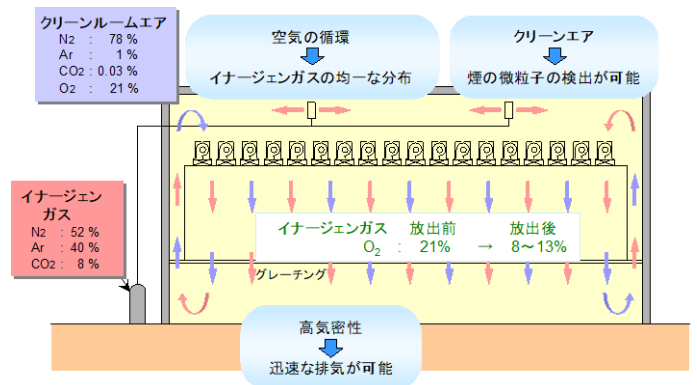 クリーンルームエア
N2 : 78 %
Ar : 1 %
CO2 : 0.03 %
O2 : 21 %
空気の循環
イナージェンガスの均一な分布
クリーンエア
煙の微粒子の検出が可能
イナージェン
ガス
N2 : 52 %
Ar : 40 %
CO2 : 8 %
イナージェンガス 放出前 放出後
O2 : 21% → 8~13%
グレーチング
高気密性
迅速な排気が可能